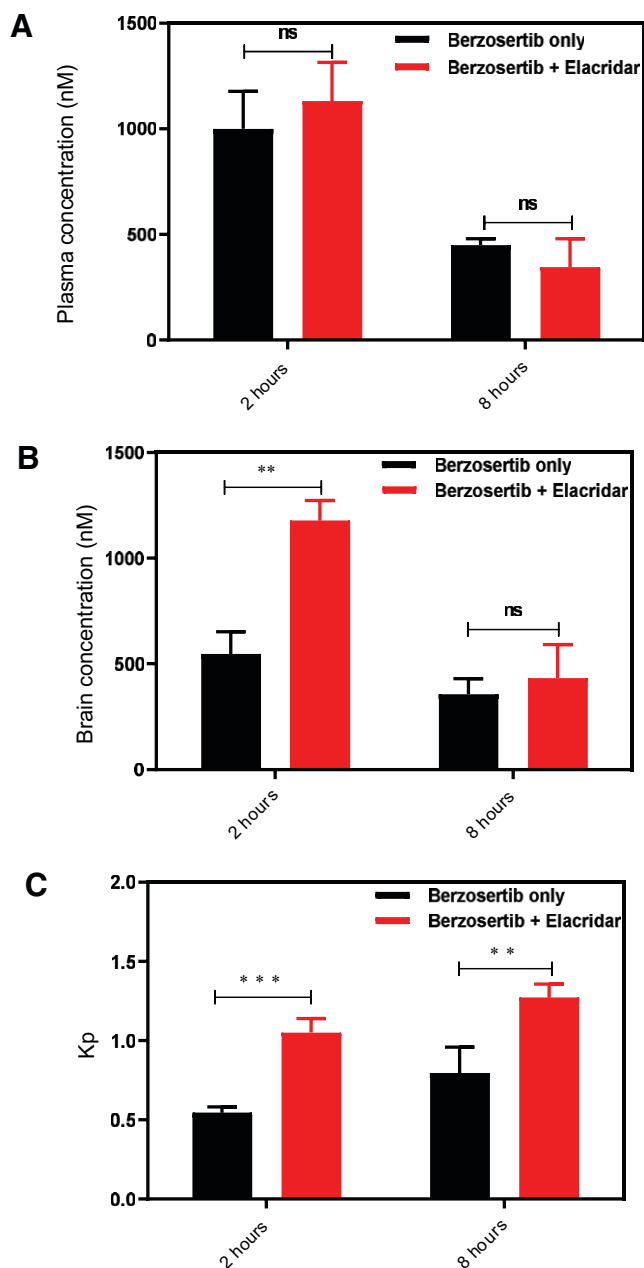 A
Plasma concentration (nM)
1500
1000
500
0
ns
ns
Berzosertib only
Berzosertib + Elacridar
2 hours
8 hours
B
Brain concentration (nM)
1500
1000
500
0
**
ns
Berzosertib only
Berzosertib + Elacridar
2 hours
8 hours
C
Kp
2.0
1.5
1.0
0.5
0.0
* * *
* *
Berzosertib only
Berzosertib + Elacridar
2 hours
8 hours